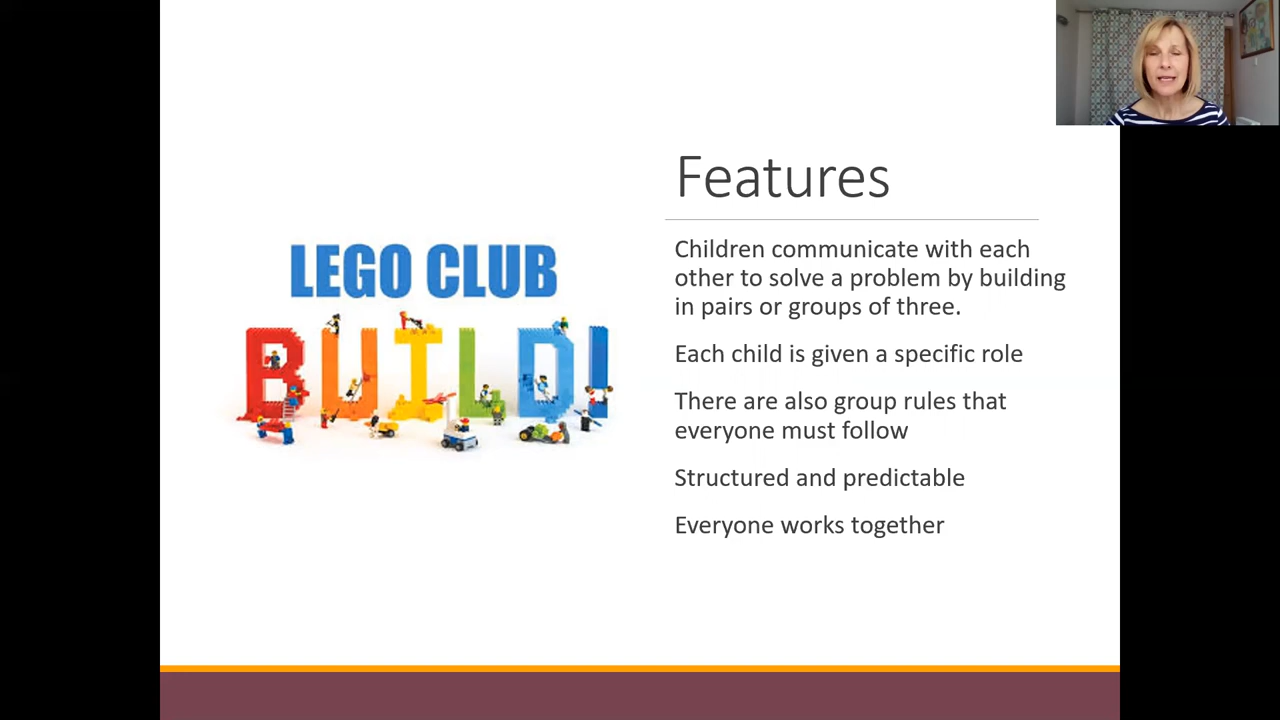 Features
LEGO CLUB
BUILD!
Children communicate with each
other to solve a problem by building
in pairs or groups of three.
Each child is given a specific role
There are also group rules that
everyone must follow
Structured and predictable
Everyone works together